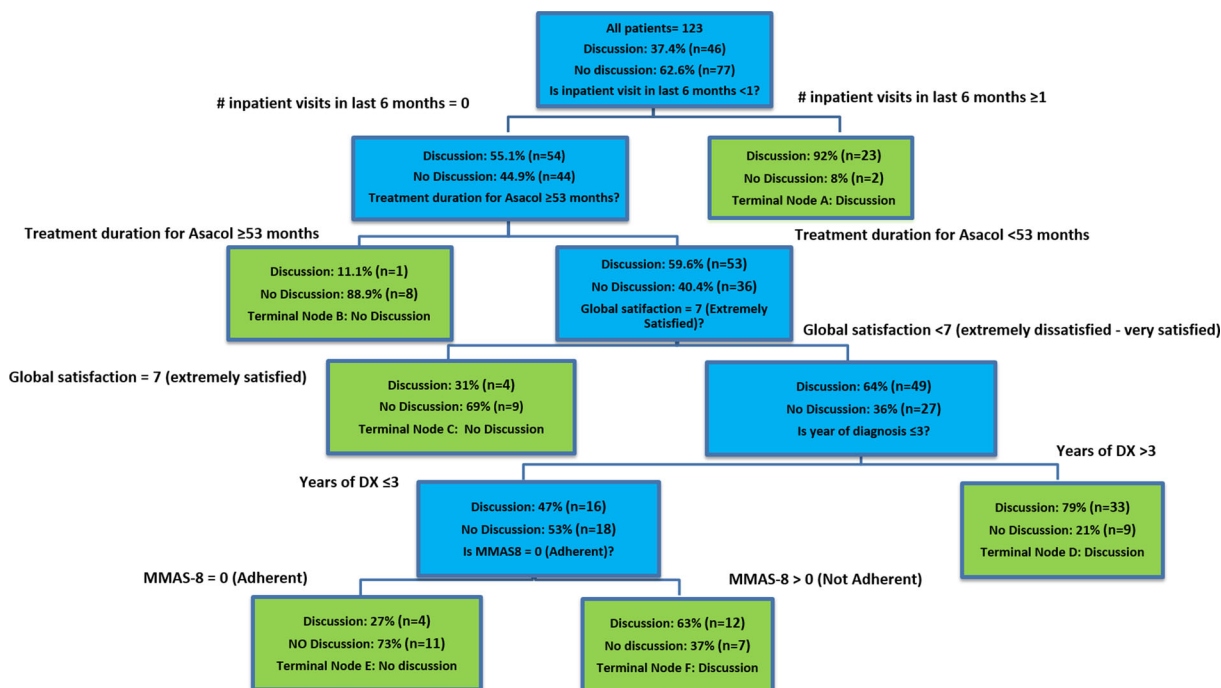 All patients= 123
Discussion: 37.4% (n=46)
No discussion: 62.6% (n=77)
Is inpatient visit in last 6 months <1?
# inpatient visits in last 6 months = 0
# inpatient visits in last 6 months ≥1
Discussion: 55.1% (n=54)
No Discussion: 44.9% (n=44)
Treatment duration for Asacol ≥53 months?
Discussion: 92% (n=23)
No Discussion: 8% (n=2)
Terminal Node A: Discussion
Treatment duration for Asacol ≥53 months
Treatment duration for Asacol <53 months
Discussion: 11.1% (n=1)
No Discussion: 88.9% (n=8)
Terminal Node B: No Discussion
Discussion: 59.6% (n=53)
No Discussion: 40.4% (n=36)
Global satifaction = 7 (Extremely
Satisfied)?
Global satisfaction = 7 (extremely satisfied)
Global satisfaction <7 (extremely dissatisfied - very satisfied)
Discussion: 31% (n=4)
No Discussion: 69% (n=9)
Terminal Node C: No Discussion
Discussion: 64% (n=49)
No Discussion: 36% (n=27)
Is year of diagnosis ≤3?
Years of DX ≤3
Years of DX >3
Discussion: 47% (n=16)
No Discussion: 53% (n=18)
Is MMAS8 = 0 (Adherent)?
Discussion: 79% (n=33)
No Discussion: 21% (n=9)
Terminal Node D: Discussion
MMAS-8 = 0 (Adherent)
MMAS-8 > 0 (Not Adherent)
Discussion: 27% (n=4)
NO Discussion: 73% (n=11)
Terminal Node E: No discussion
Discussion: 63% (n=12)
No discussion: 37% (n=7)
Terminal Node F: Discussion